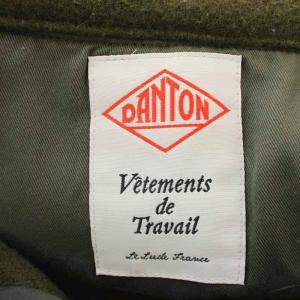 DANTON
Vêtements
de
Travail
Le Lude France